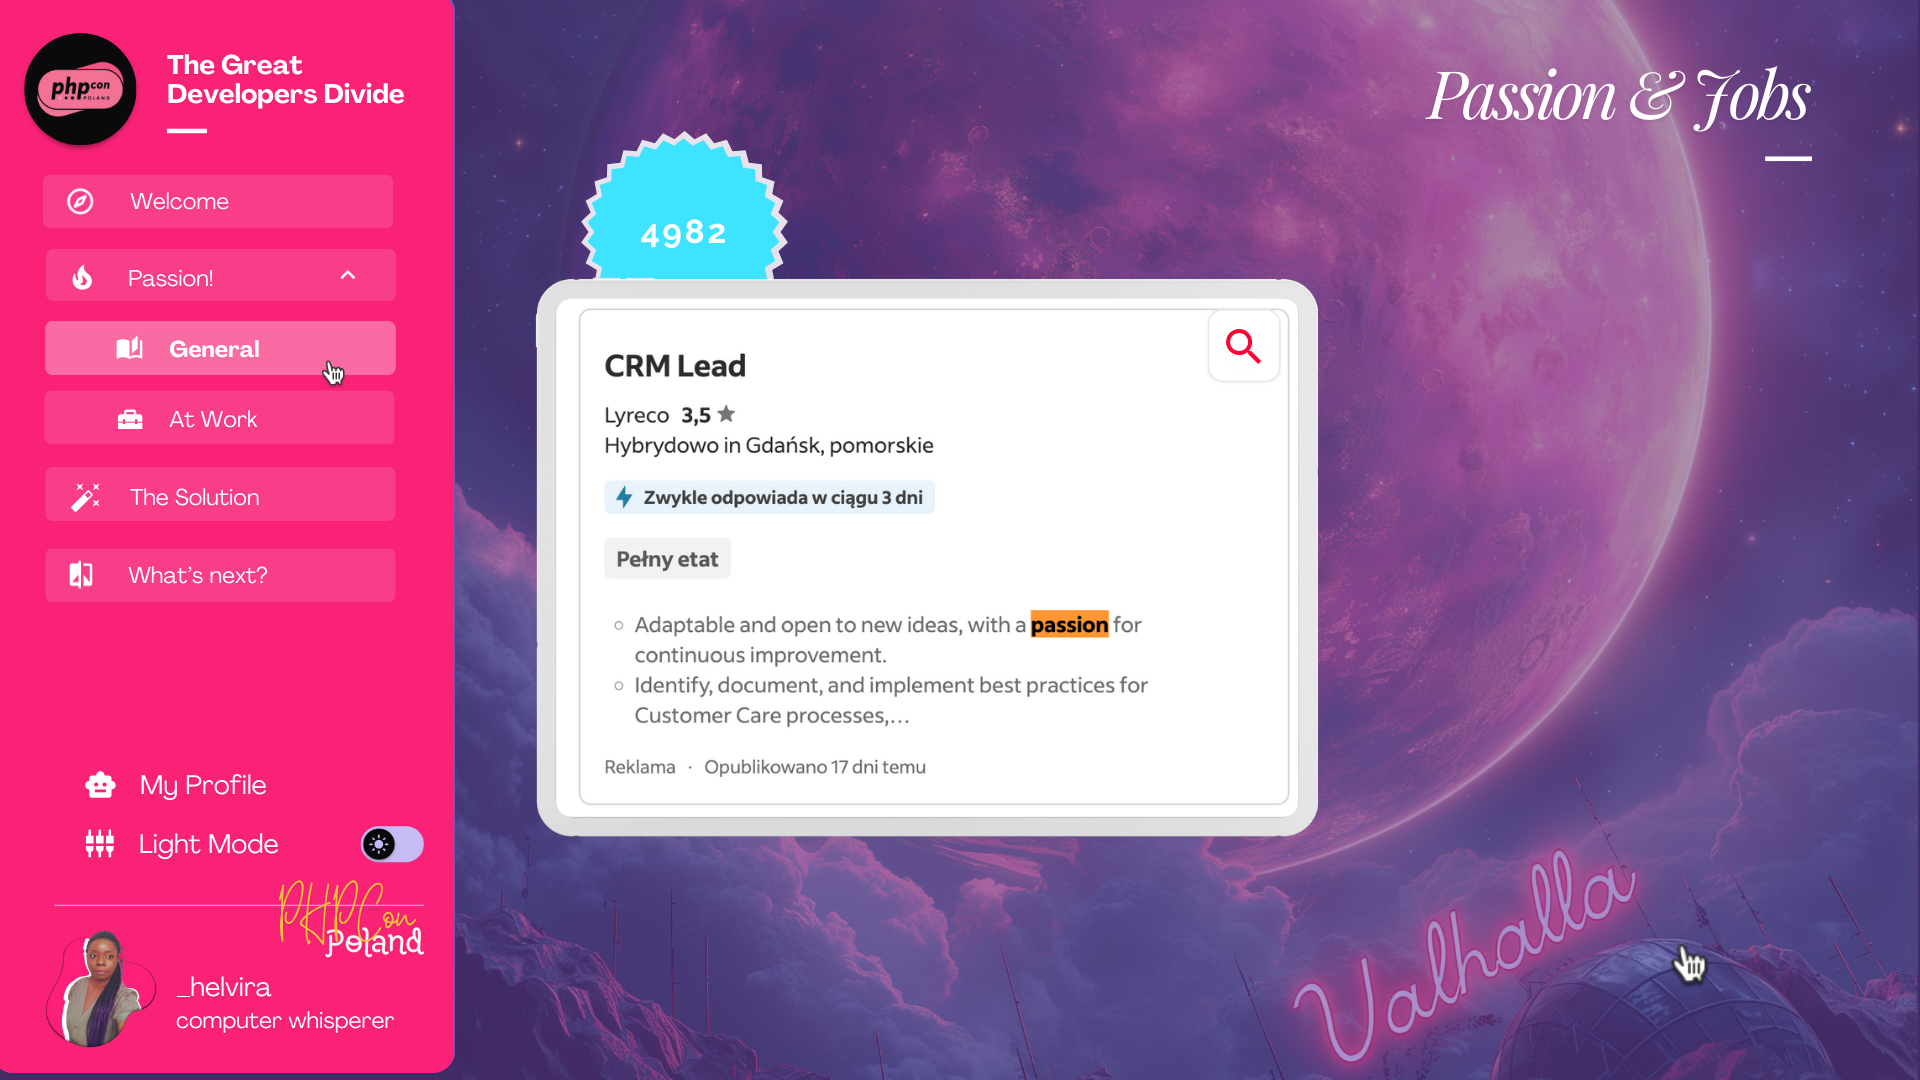 phpcon
POLAND
The Great
Developers Divide
Welcome
Passion!
General
At Work
The Solution
What's next?
My Profile
Light Mode
PHPCon
Poland
_helvira
computer whisperer
Passion & Jobs
4982
CRM Lead
Lyreco 3,5
Hybrydowo in Gdańsk, pomorskie
Zwykle odpowiada w ciągu 3 dni
Pełny etat
Adaptable and open to new ideas, with a passion for
continuous improvement.
Identify, document, and implement best practices for
Customer Care processes,…
Reklama · Opublikowano 17 dni temu
Valhalla